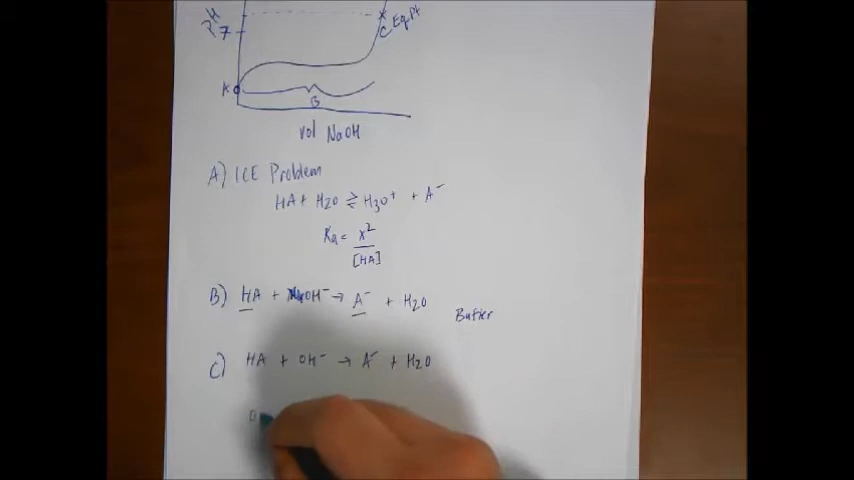 pH
7
C Eq Pt
A
B
vol NaOH
A) ICE Problem
HA + H2O ⇌ H3O+ + A-
Ka = x²
[HA]
B) HA + OH- → A- + H2O
Buffer
C) HA + OH- → A- + H2O
0